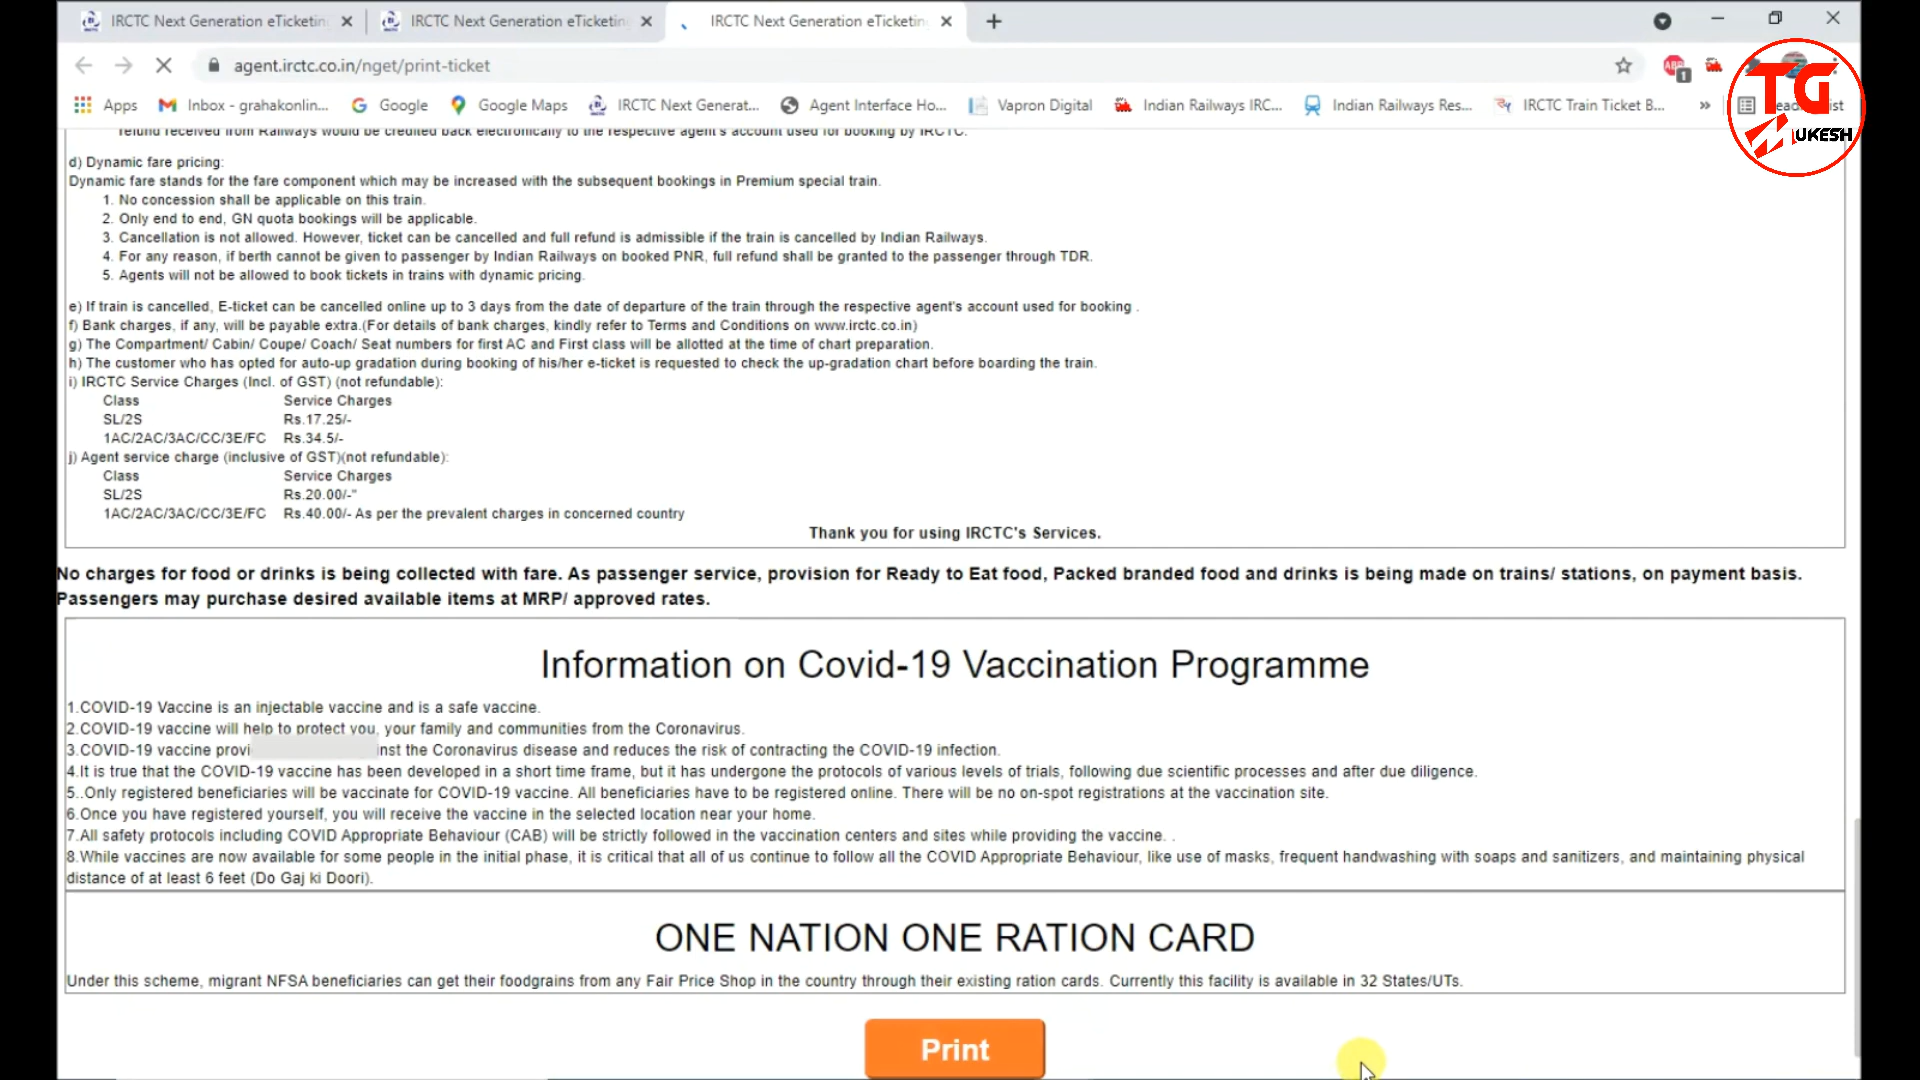 IRCTC Next Generation eTicketing
IRCTC Next Generation eTicketing
IRCTC Next Generation eTicketing
agent.irctc.co.in/nget/print-ticket
ABP
1
Apps
Inbox - grahakonlin...
Google
Google Maps
IRCTC Next Generat...
Agent Interface Ho...
Vapron Digital
Indian Railways IRC...
Indian Railways Res...
IRCTC Train Ticket B...
»
TG
MUKESH
refund received from Railways would be credited back electronically to the respective agent's account used for booking by IRCTC.
d) Dynamic fare pricing:
Dynamic fare stands for the fare component which may be increased with the subsequent bookings in Premium special train.
1. No concession shall be applicable on this train.
2. Only end to end, GN quota bookings will be applicable.
3. Cancellation is not allowed. However, ticket can be cancelled and full refund is admissible if the train is cancelled by Indian Railways.
4. For any reason, if berth cannot be given to passenger by Indian Railways on booked PNR, full refund shall be granted to the passenger through TDR.
5. Agents will not be allowed to book tickets in trains with dynamic pricing.
e) If train is cancelled, E-ticket can be cancelled online up to 3 days from the date of departure of the train through the respective agent's account used for booking .
f) Bank charges, if any, will be payable extra.(For details of bank charges, kindly refer to Terms and Conditions on www.irctc.co.in)
g) The Compartment/ Cabin/ Coupe/ Coach/ Seat numbers for first AC and First class will be allotted at the time of chart preparation.
h) The customer who has opted for auto-up gradation during booking of his/her e-ticket is requested to check the up-gradation chart before boarding the train.
i) IRCTC Service Charges (Incl. of GST) (not refundable):
Class Service Charges
SL/2S Rs.17.25/-
1AC/2AC/3AC/CC/3E/FC Rs.34.5/-
j) Agent service charge (inclusive of GST)(not refundable):
Class Service Charges
SL/2S Rs.20.00/-"
1AC/2AC/3AC/CC/3E/FC Rs.40.00/- As per the prevalent charges in concerned country
Thank you for using IRCTC's Services.
No charges for food or drinks is being collected with fare. As passenger service, provision for Ready to Eat food, Packed branded food and drinks is being made on trains/ stations, on payment basis.
Passengers may purchase desired available items at MRP/ approved rates.
Information on Covid-19 Vaccination Programme
1.COVID-19 Vaccine is an injectable vaccine and is a safe vaccine.
2.COVID-19 vaccine will help to protect you, your family and communities from the Coronavirus.
3.COVID-19 vaccine provi inst the Coronavirus disease and reduces the risk of contracting the COVID-19 infection.
4.It is true that the COVID-19 vaccine has been developed in a short time frame, but it has undergone the protocols of various levels of trials, following due scientific processes and after due diligence.
5..Only registered beneficiaries will be vaccinate for COVID-19 vaccine. All beneficiaries have to be registered online. There will be no on-spot registrations at the vaccination site.
6.Once you have registered yourself, you will receive the vaccine in the selected location near your home.
7.All safety protocols including COVID Appropriate Behaviour (CAB) will be strictly followed in the vaccination centers and sites while providing the vaccine. .
8.While vaccines are now available for some people in the initial phase, it is critical that all of us continue to follow all the COVID Appropriate Behaviour, like use of masks, frequent handwashing with soaps and sanitizers, and maintaining physical
distance of at least 6 feet (Do Gaj ki Doori).
ONE NATION ONE RATION CARD
Under this scheme, migrant NFSA beneficiaries can get their foodgrains from any Fair Price Shop in the country through their existing ration cards. Currently this facility is available in 32 States/UTs.
Print